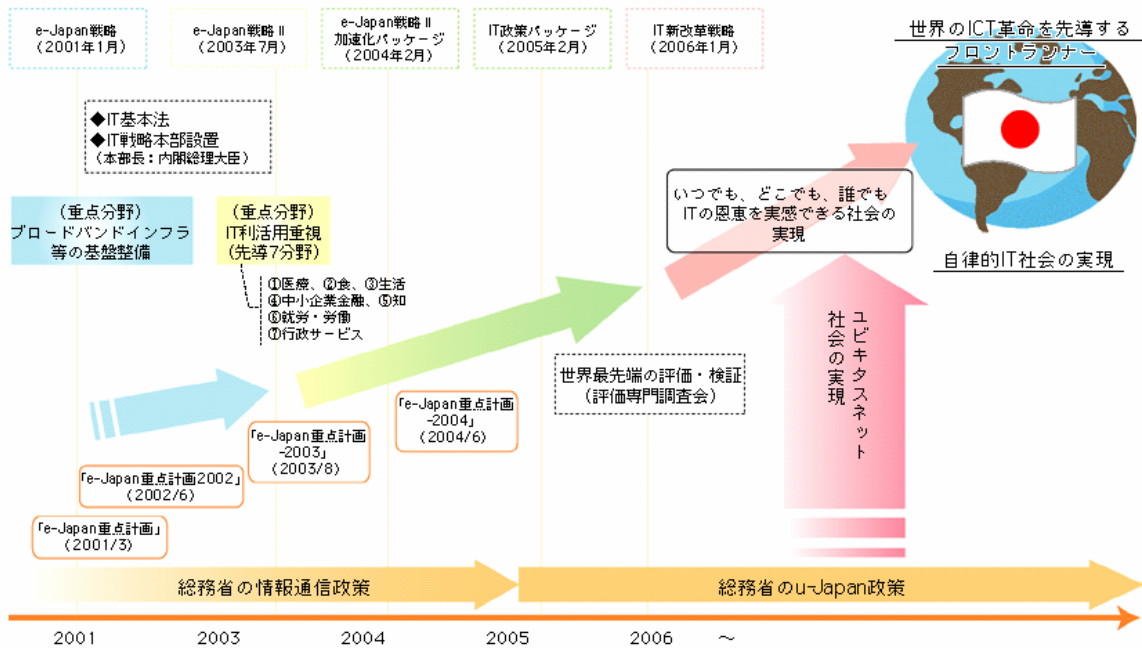 e-Japan戦略
(2001年1月)
e-Japan戦略Ⅱ
(2003年7月)
e-Japan戦略Ⅱ
加速化パッケージ
(2004年2月)
IT政策パッケージ
(2005年2月)
IT新改革戦略
(2006年1月)
世界のICT革命を先導する
フロントランナー
◆IT基本法
◆IT戦略本部設置
(本部長:内閣総理大臣)
(重点分野)
ブロードバンドインフラ
等の基盤整備
(重点分野)
IT利活用重視
(先導7分野)
①医療、②食、③生活
④中小企業金融、⑤知
⑥就労・労働
⑦行政サービス
いつでも、どこでも、誰でも
ITの恩恵を実感できる社会の
実現
自律的IT社会の実現
ユビキタスネット
社会の実現
世界最先端の評価・検証
(評価専門調査会)
「e-Japan重点計画
-2004」
(2004/6)
「e-Japan重点計画
-2003」
(2003/8)
「e-Japan重点計画2002」
(2002/6)
「e-Japan重点計画」
(2001/3)
総務省の情報通信政策
総務省のu-Japan政策
2001
2003
2004
2005
2006
～